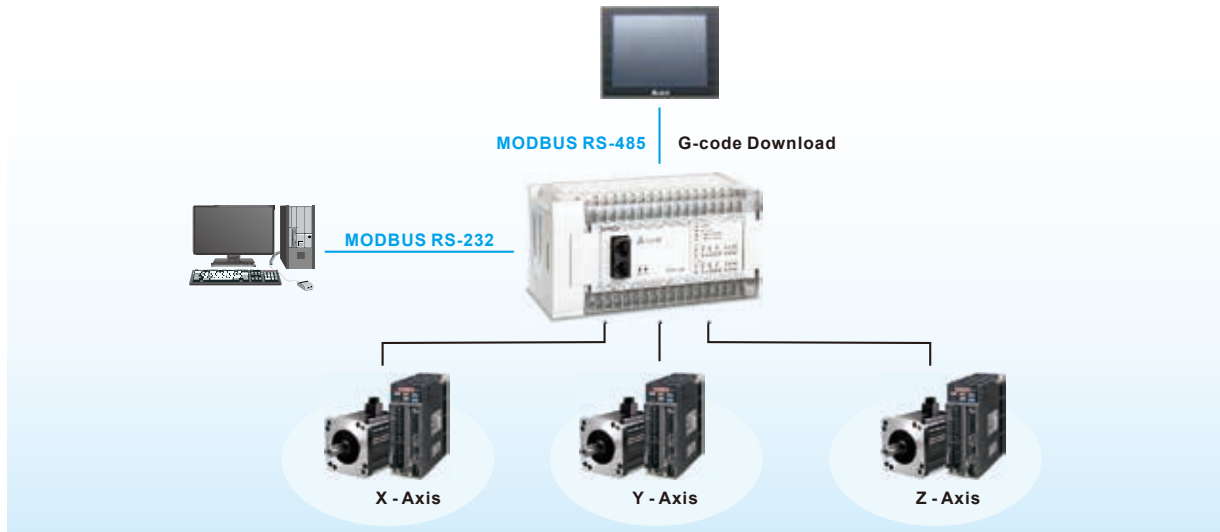 MODBUS RS-485
G-code Download
MODBUS RS-232
X - Axis
Y - Axis
Z - Axis